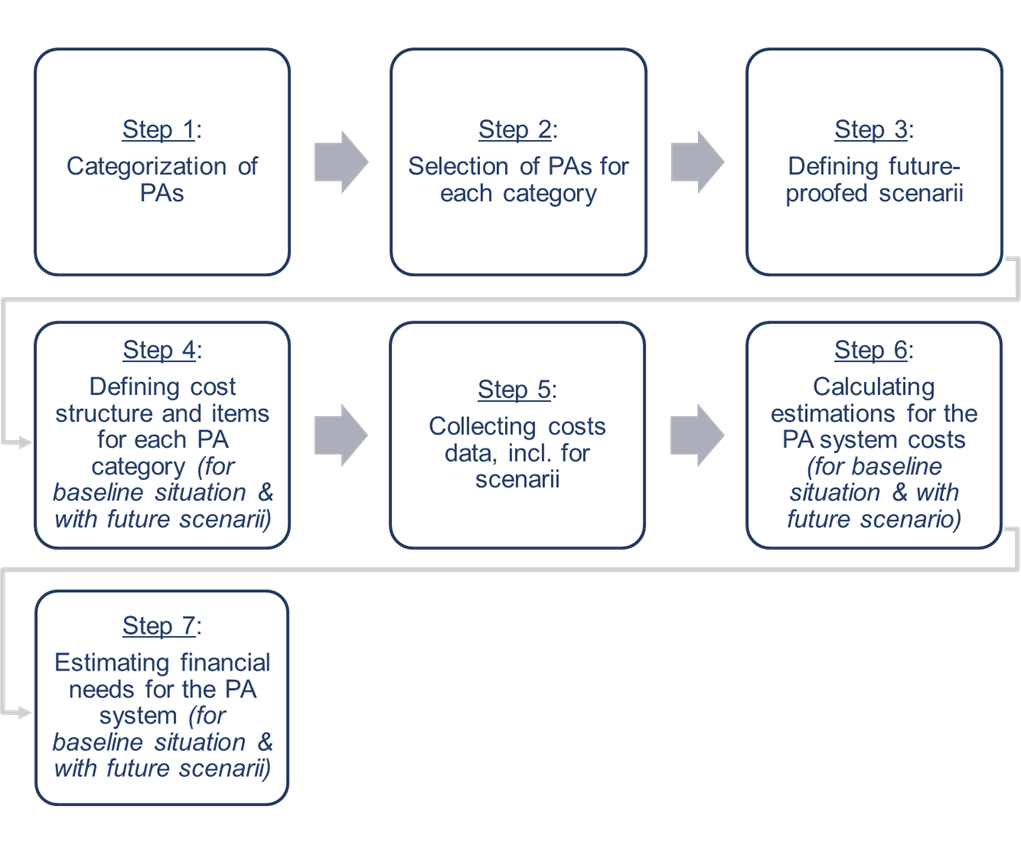 Step 1:
Categorization of
PAs
Step 2:
Selection of PAs for
each category
Step 3:
Defining future-
proofed scenarii
Step 4:
Defining cost
structure and items
for each PA
category (for
baseline situation &
with future scenarii)
Step 5:
Collecting costs
data, incl. for
scenarii
Step 6:
Calculating
estimations for the
PA system costs
(for baseline
situation & with
future scenario)
Step 7:
Estimating financial
needs for the PA
system (for
baseline situation &
with future scenarii)